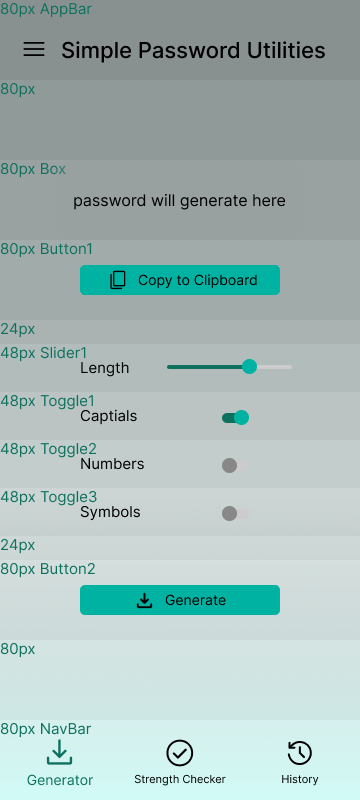 80px AppBar
Simple Password Utilities
80px
80px Box
password will generate here
80px Button1
Copy to Clipboard
24px
48px Slider1
Length
48px Toggle1
Captials
48px Toggle2
Numbers
48px Toggle3
Symbols
24px
80px Button2
Generate
80px
80px NavBar
Generator Strength Checker History